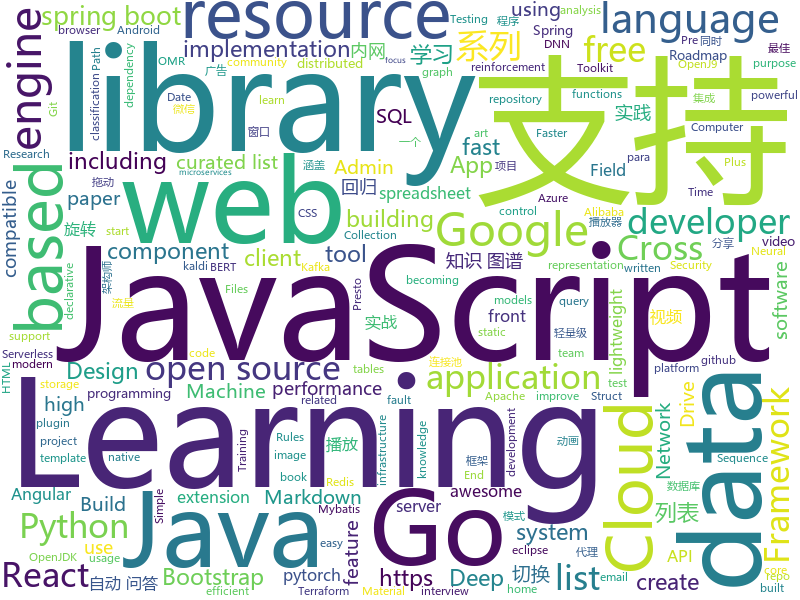 spring boot
resource
browser
Android
Testing
analysis
using
Spring
DNN
程序
Pre
同时
最佳
language
engine
Path
dependency
OMR
implementation
内网
学习
系列
free
Roadmap
OpenJ9
purpose
community
distributed
广告
Toolkit
focus
classification
Date
微信
learn
graph
reinforcement
library
支持
SQL
repository
functions
集成
powerful
窗口
实践
Research
Git
including
curated list
涵盖
fast
art
Faster
一个
项目
Computer
microservices
Admin
App
Field
para
compatible
based
paper
web
回归
spreadsheet
Azure
Plus
CSS
building
Google
control
Time
旋转
start
拖动
Collection
developer
播放器
Alibaba
component
client
tool
知识 图谱
Cross
分享
video
kaldi
BERT
Kafka
representation
written
Security
Neural
declarative
架构师
Files
becoming
models
query
software
流量
Presto
JavaScript
support
实战
front
static
轻量级
lightweight
视频
Serverless
code
modern
Design
open source
连接池
team
platform
github
HTML
storage
tables
application
test
Struct
programming
Machine
performance
Apache
improve
plugin
high
related
fault
Learning
project
Rules
Training
image
infrastructure
template
native
播放
knowledge
development
框架
动画
Cloud
Network
Drive
Framework
data
book
Redis
End
Angular
Build
extension
Markdown
Java
Go
awesome
数据库
Sequence
simple
Mybatis
server
system
模式
列表
Python
feature
easy
interview
eclipse
代理
API
use
OpenJDK
usage
pytorch
Terraform
email
core
repo
React
自动 问答
Bootstrap
https
Deep
切换
list
create
efficient
Material
home
built